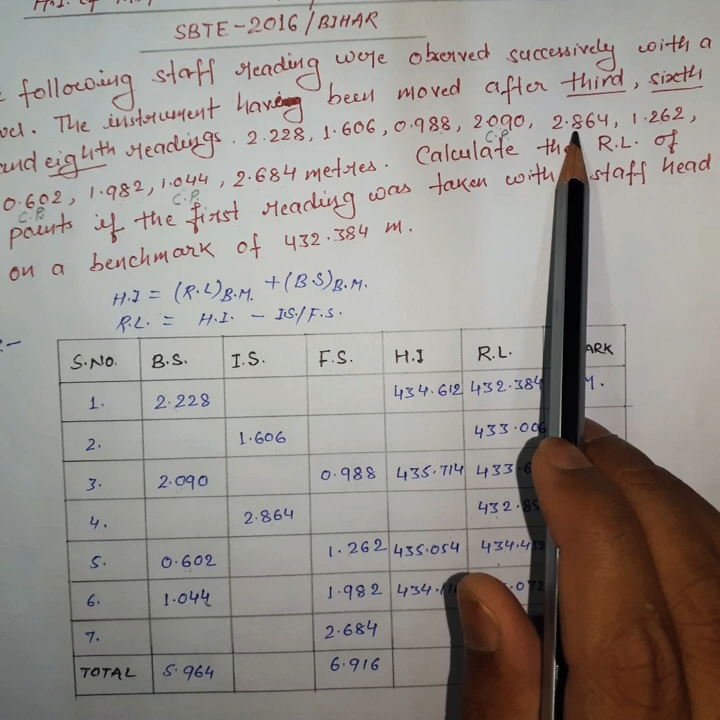 SBTE-2016/BIHAR
following staff reading were observed successively with a
The instrument having been moved after third, sixth
and eighth readings. 2.228, 1.606, 0.988, 2.090, 2.864, 1.262,
C.P.
0.602, 1.982, 1.044, 2.684 metres. Calculate the R.L. of
C.P. C.P.
points if the first reading was taken with staff head
on a benchmark of 432.384 m.
H.I = (R.L)B.M. + (B.S)B.M.
R.L. = H.I. - I.S/F.S.
S.NO. B.S. I.S. F.S. H.I R.L.
1. 2.228 434.612 432.384
2. 1.606
3. 2.090 0.988 435.714
4. 2.864
5. 0.602 1.262 435.054
6. 1.044 1.982
7. 2.684
TOTAL 5.964 6.916